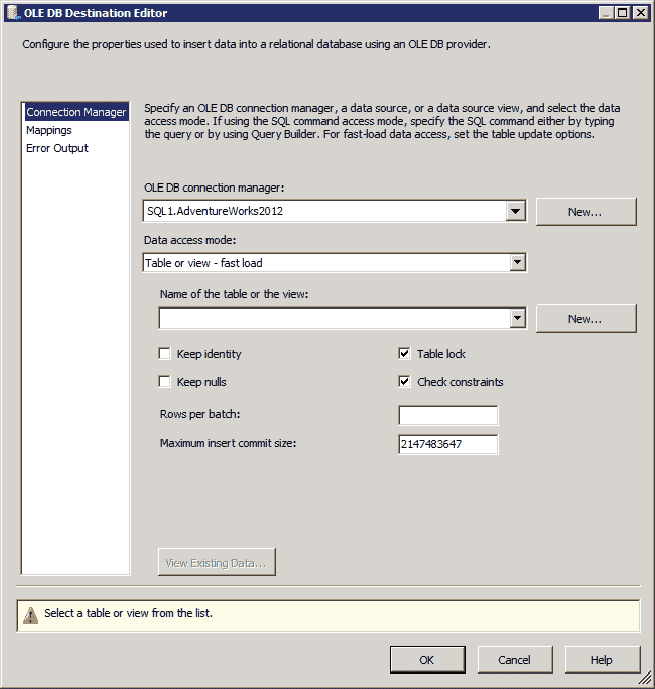 OLE DB Destination Editor
Configure the properties used to insert data into a relational database using an OLE DB provider.
Connection Manager
Mappings
Error Output
Specify an OLE DB connection manager, a data source, or a data source view, and select the data
access mode. If using the SQL command access mode, specify the SQL command either by typing
the query or by using Query Builder. For fast-load data access, set the table update options.
OLE DB connection manager:
SQL1.AdventureWorks2012
New...
Data access mode:
Table or view - fast load
Name of the table or the view:
New...
Keep identity
Table lock
Keep nulls
Check constraints
Rows per batch:
Maximum insert commit size:
2147483647
View Existing Data...
Select a table or view from the list.
OK
Cancel
Help